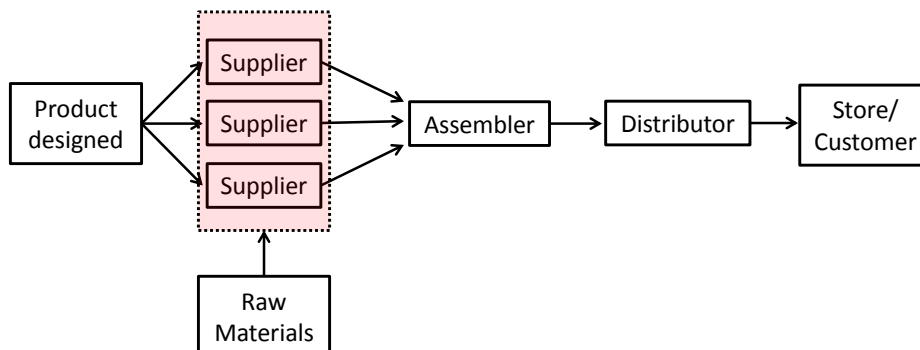 Product
designed
Supplier
Supplier
Supplier
Assembler
Distributor
Store/
Customer
Raw
Materials